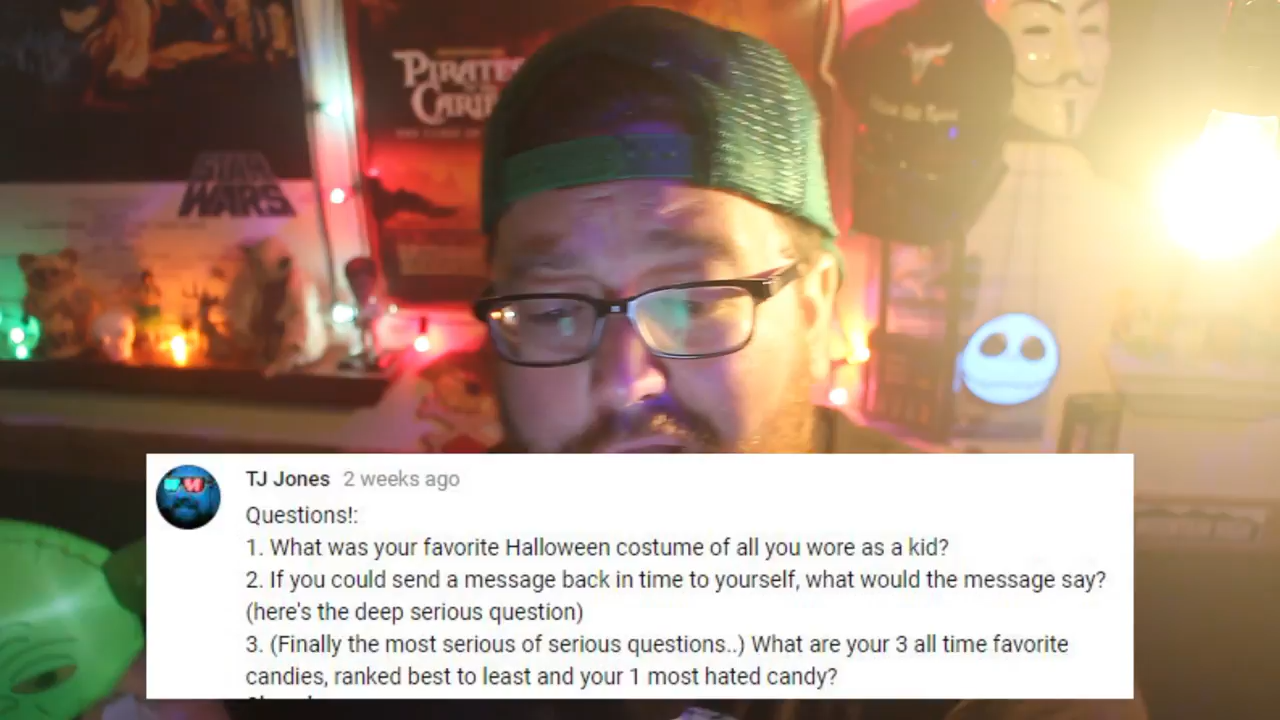 PIRATES
CARIB
STAR
WARS
TJ Jones 2 weeks ago
Questions!:
1. What was your favorite Halloween costume of all you wore as a kid?
2. If you could send a message back in time to yourself, what would the message say?
(here's the deep serious question)
3. (Finally the most serious of serious questions..) What are your 3 all time favorite
candies, ranked best to least and your 1 most hated candy?